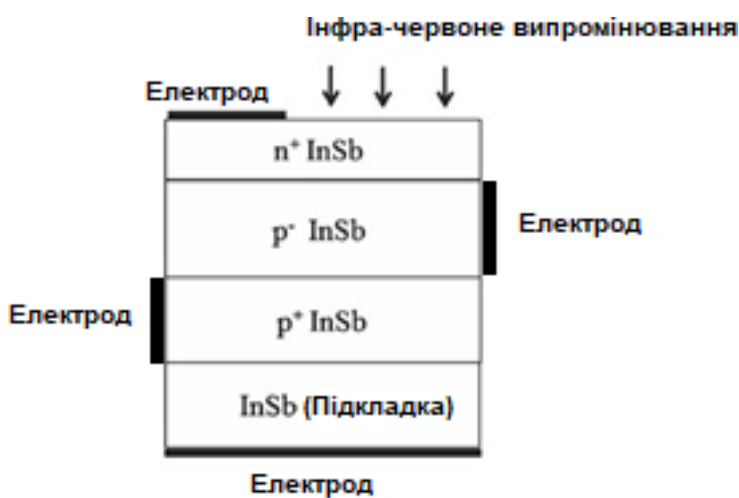 Інфра-червоне випромінювання
Електрод
n⁺ InSb
p⁻ InSb
Електрод
Електрод
p⁺ InSb
InSb (Підкладка)
Електрод